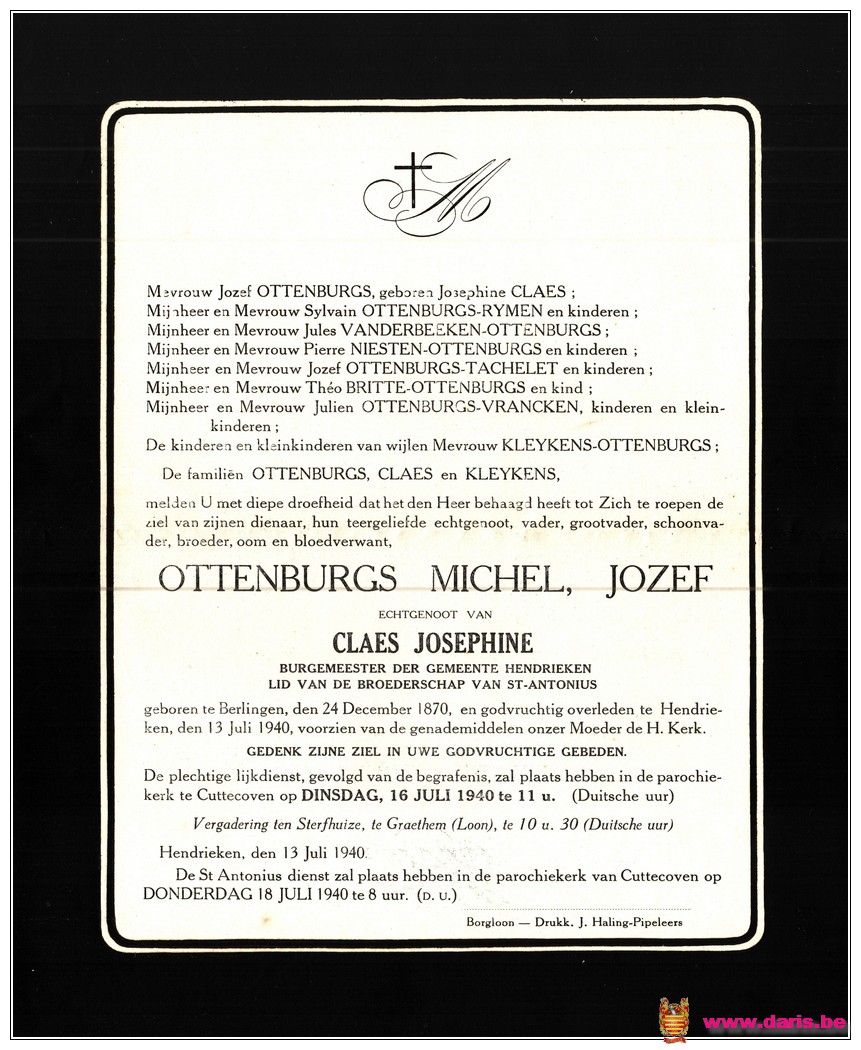 M
Mevrouw Jozef OTTENBURGS, geboren Josephine CLAES ;
Mijnheer en Mevrouw Sylvain OTTENBURGS-RYMEN en kinderen ;
Mijnheer en Mevrouw Jules VANDERBEEKEN-OTTENBURGS ;
Mijnheer en Mevrouw Pierre NIESTEN-OTTENBURGS en kinderen ;
Mijnheer en Mevrouw Jozef OTTENBURGS-TACHELET en kinderen ;
Mijnheer en Mevrouw Théo BRITTE-OTTENBURGS en kind ;
Mijnheer en Mevrouw Julien OTTENBURGS-VRANCKEN, kinderen en klein-
kinderen ;
De kinderen en kleinkinderen van wijlen Mevrouw KLEYKENS-OTTENBURGS ;
De familiën OTTENBURGS, CLAES en KLEYKENS,
melden U met diepe droefheid dat het den Heer behaagd heeft tot Zich te roepen de
ziel van zijnen dienaar, hun teergeliefde echtgenoot, vader, grootvader, schoonva-
der, broeder, oom en bloedverwant,
OTTENBURGS MICHEL, JOZEF
ECHTGENOOT VAN
CLAES JOSEPHINE
BURGEMEESTER DER GEMEENTE HENDRIEKEN
LID VAN DE BROEDERSCHAP VAN ST-ANTONIUS
geboren te Berlingen, den 24 December 1870, en godvruchtig overleden te Hendrie-
ken, den 13 Juli 1940, voorzien van de genademiddelen onzer Moeder de H. Kerk.
GEDENK ZIJNE ZIEL IN UWE GODVRUCHTIGE GEBEDEN.
De plechtige lijkdienst, gevolgd van de begrafenis, zal plaats hebben in de parochie-
kerk te Cuttecoven op DINSDAG, 16 JULI 1940 te 11 u. (Duitsche uur)
Vergadering ten Sterfhuize, te Graethem (Loon), te 10 u. 30 (Duitsche uur)
Hendrieken, den 13 Juli 1940.
De St Antonius dienst zal plaats hebben in de parochiekerk van Cuttecoven op
DONDERDAG 18 JULI 1940 te 8 uur. (D. U.)
Borgloon — Drukk. J. Haling-Pipeleers
www.daris.be